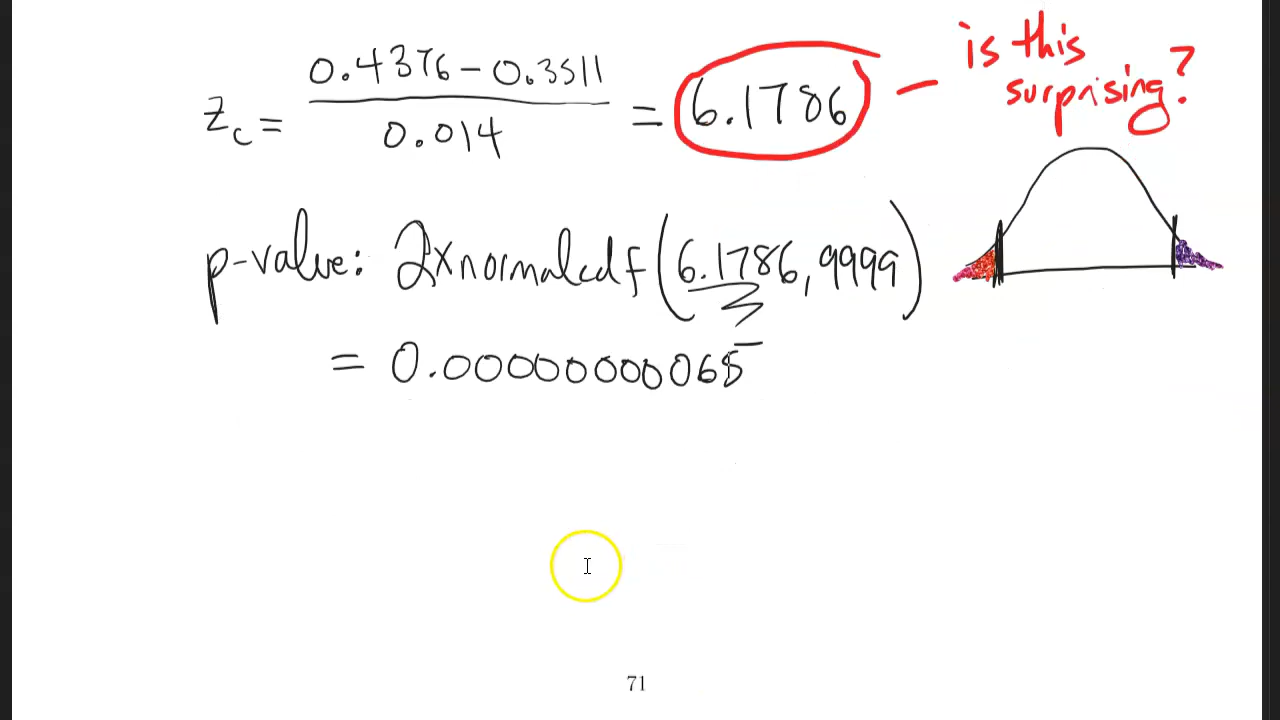 is this
surprising?
0.4376 - 0.3511
Zc = = 6.1786 –
0.014
p-value: 2xnormalcdf(6.1786, 9999)
= 0.00000000065
71